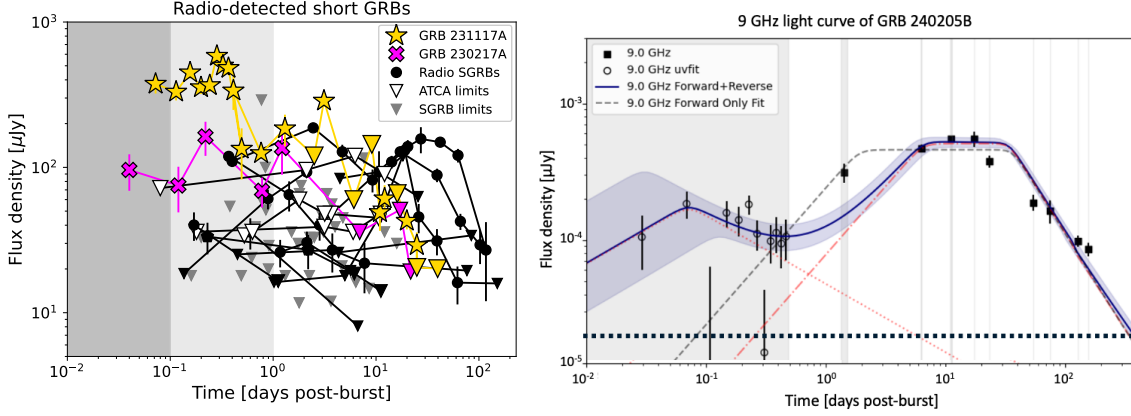 Radio-detected short GRBs
10³
10²
10¹
Flux density [μJy]
GRB 231117A
GRB 230217A
Radio SGRBs
ATCA limits
SGRB limits
10⁻² 10⁻¹ 10⁰ 10¹ 10²
Time [days post-burst]
9 GHz light curve of GRB 240205B
10⁻³
10⁻⁴
10⁻⁵
Flux density [μy]
9.0 GHz
9.0 GHz uvfit
9.0 GHz Forward+Reverse
9.0 GHz Forward Only Fit
10⁻² 10⁻¹ 10⁰ 10¹ 10²
Time [days post-burst]